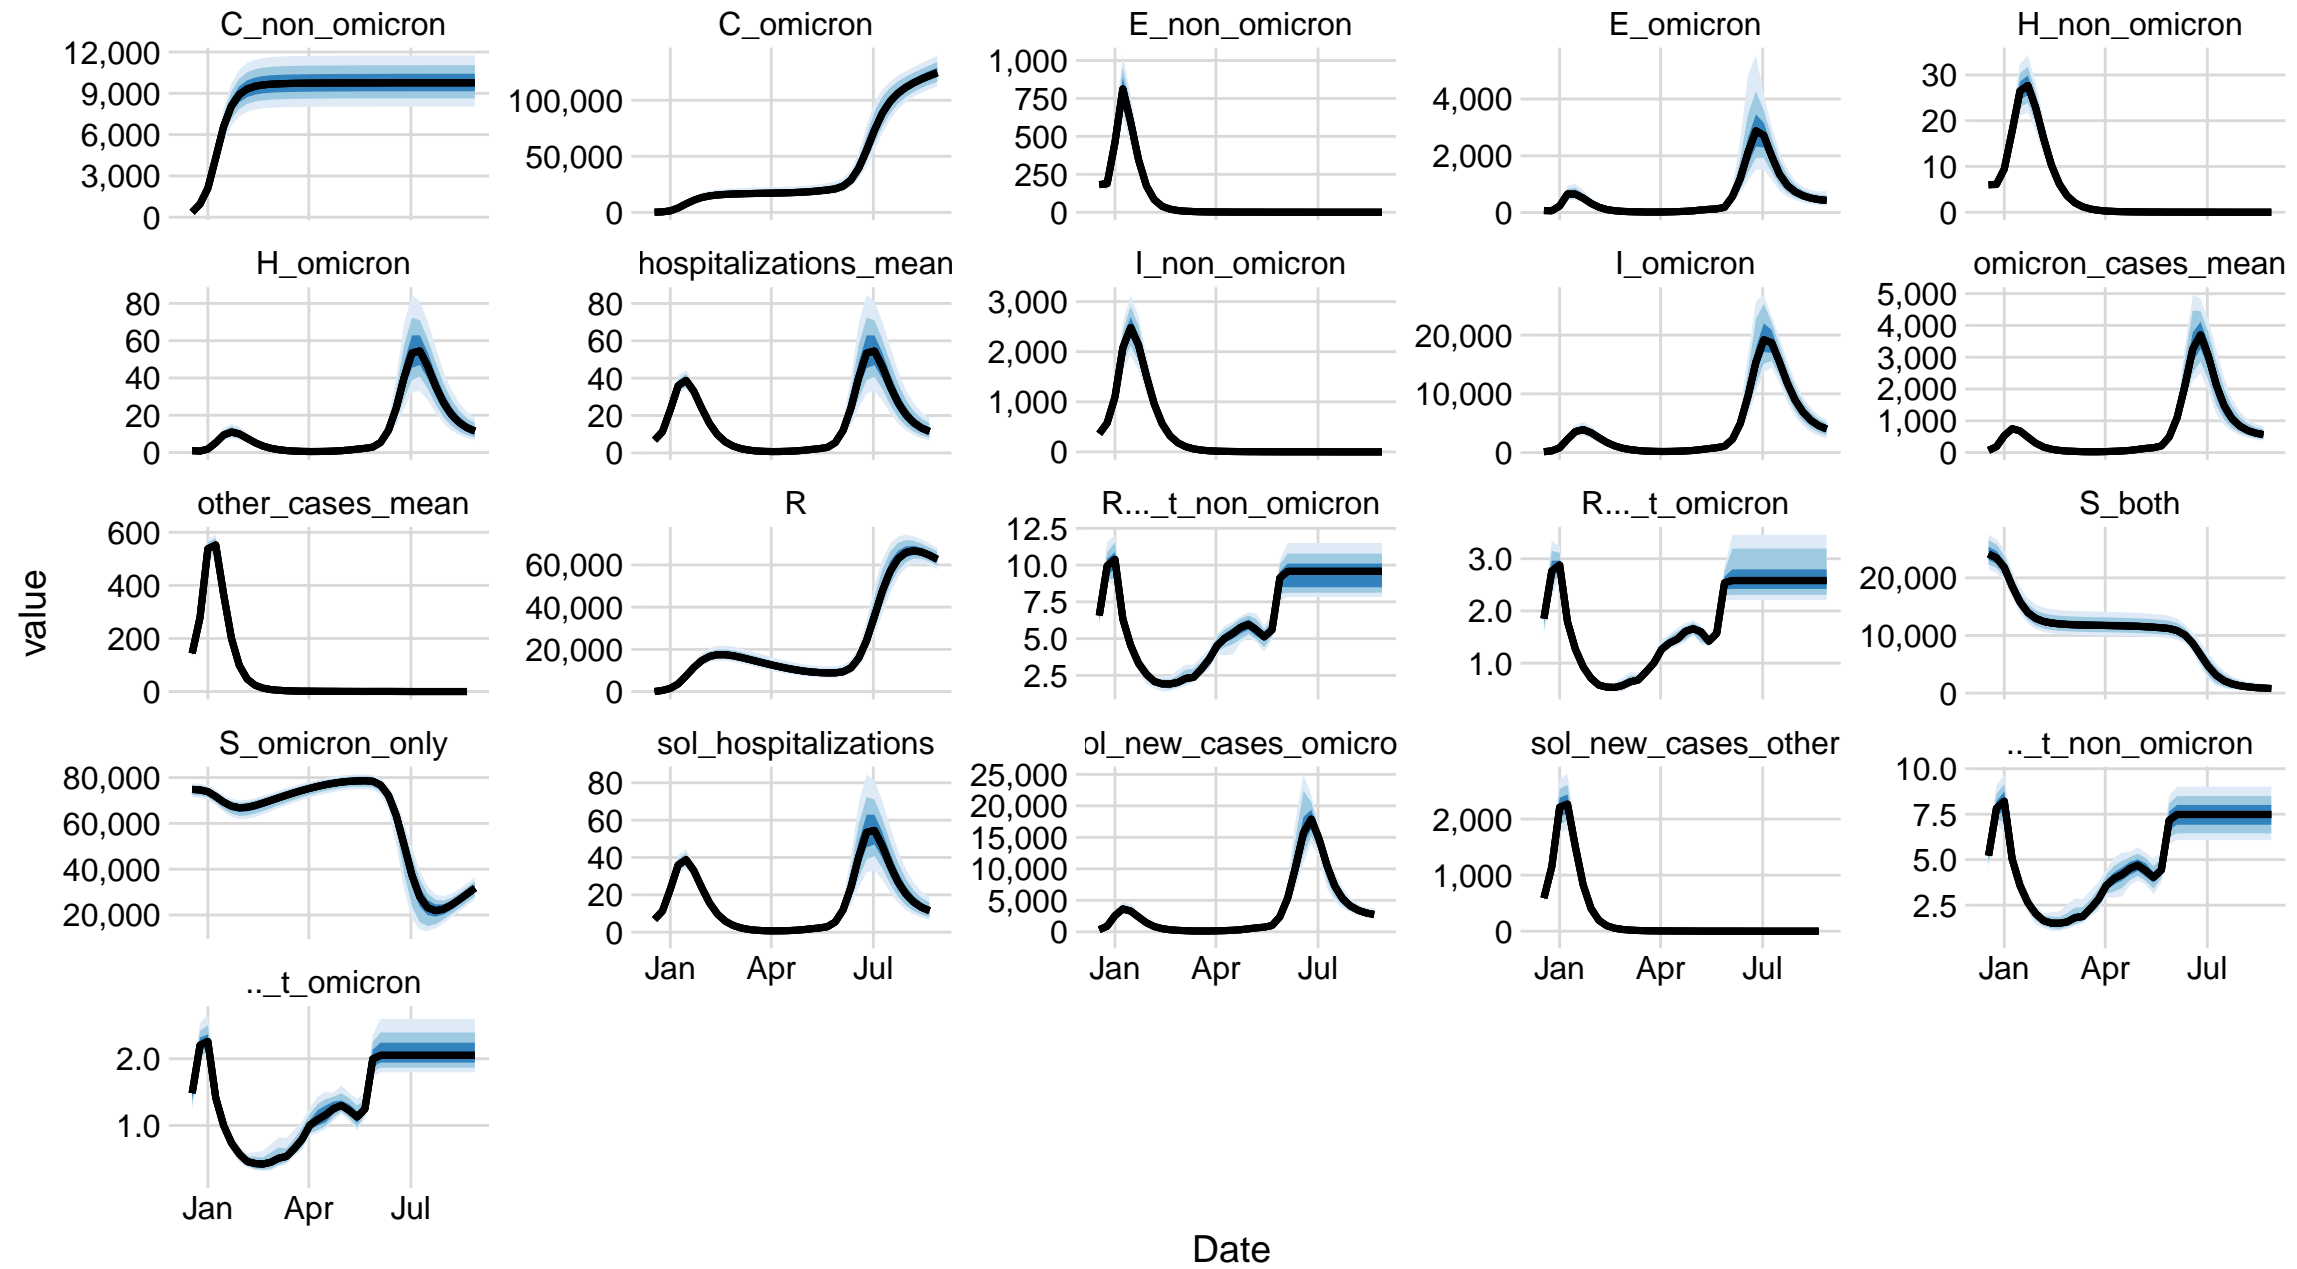 C_non_omicron C_omicron E_non_omicron E_omicron H_non_omicron
12,000 9,000 6,000 3,000 0
100,000 50,000 0
1,000 750 500 250 0
4,000 2,000 0
30 20 10 0
H_omicron hospitalizations_mean I_non_omicron I_omicron omicron_cases_mean
80 60 40 20 0
80 60 40 20 0
3,000 2,000 1,000 0
20,000 10,000 0
5,000 4,000 3,000 2,000 1,000 0
other_cases_mean R R..._t_non_omicron R..._t_omicron S_both
600 400 200 0
60,000 40,000 20,000 0
12.5 10.0 7.5 5.0 2.5
3.0 2.0 1.0
20,000 10,000 0
value
S_omicron_only sol_hospitalizations ol_new_cases_omicro sol_new_cases_other .._t_non_omicron
80,000 60,000 40,000 20,000
80 60 40 20 0
25,000 20,000 15,000 10,000 5,000 0
2,000 1,000 0
10.0 7.5 5.0 2.5
Jan Apr Jul Jan Apr Jul Jan Apr Jul Jan Apr Jul
.._t_omicron
2.0 1.0
Jan Apr Jul
Date